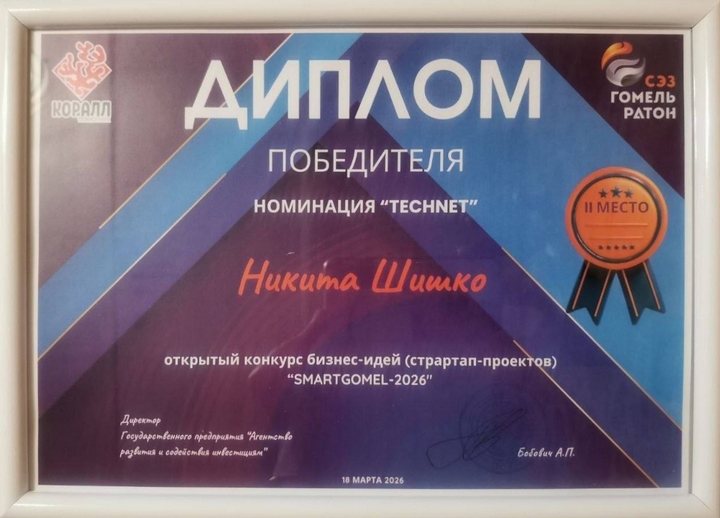 КОРАЛЛ
ДИПЛОМ
СЭЗ
ГОМЕЛЬ
РАТОН
ПОБЕДИТЕЛЯ
НОМИНАЦИЯ “TECHNET”
II МЕСТО
Никита Шишко
открытый конкурс бизнес-идей (страртап-проектов)
“SMARTGOMEL-2026”
Директор
Государственного предприятия "Агентство
развития и содействия инвестициям"
Бобович А.П.
18 МАРТА 2026